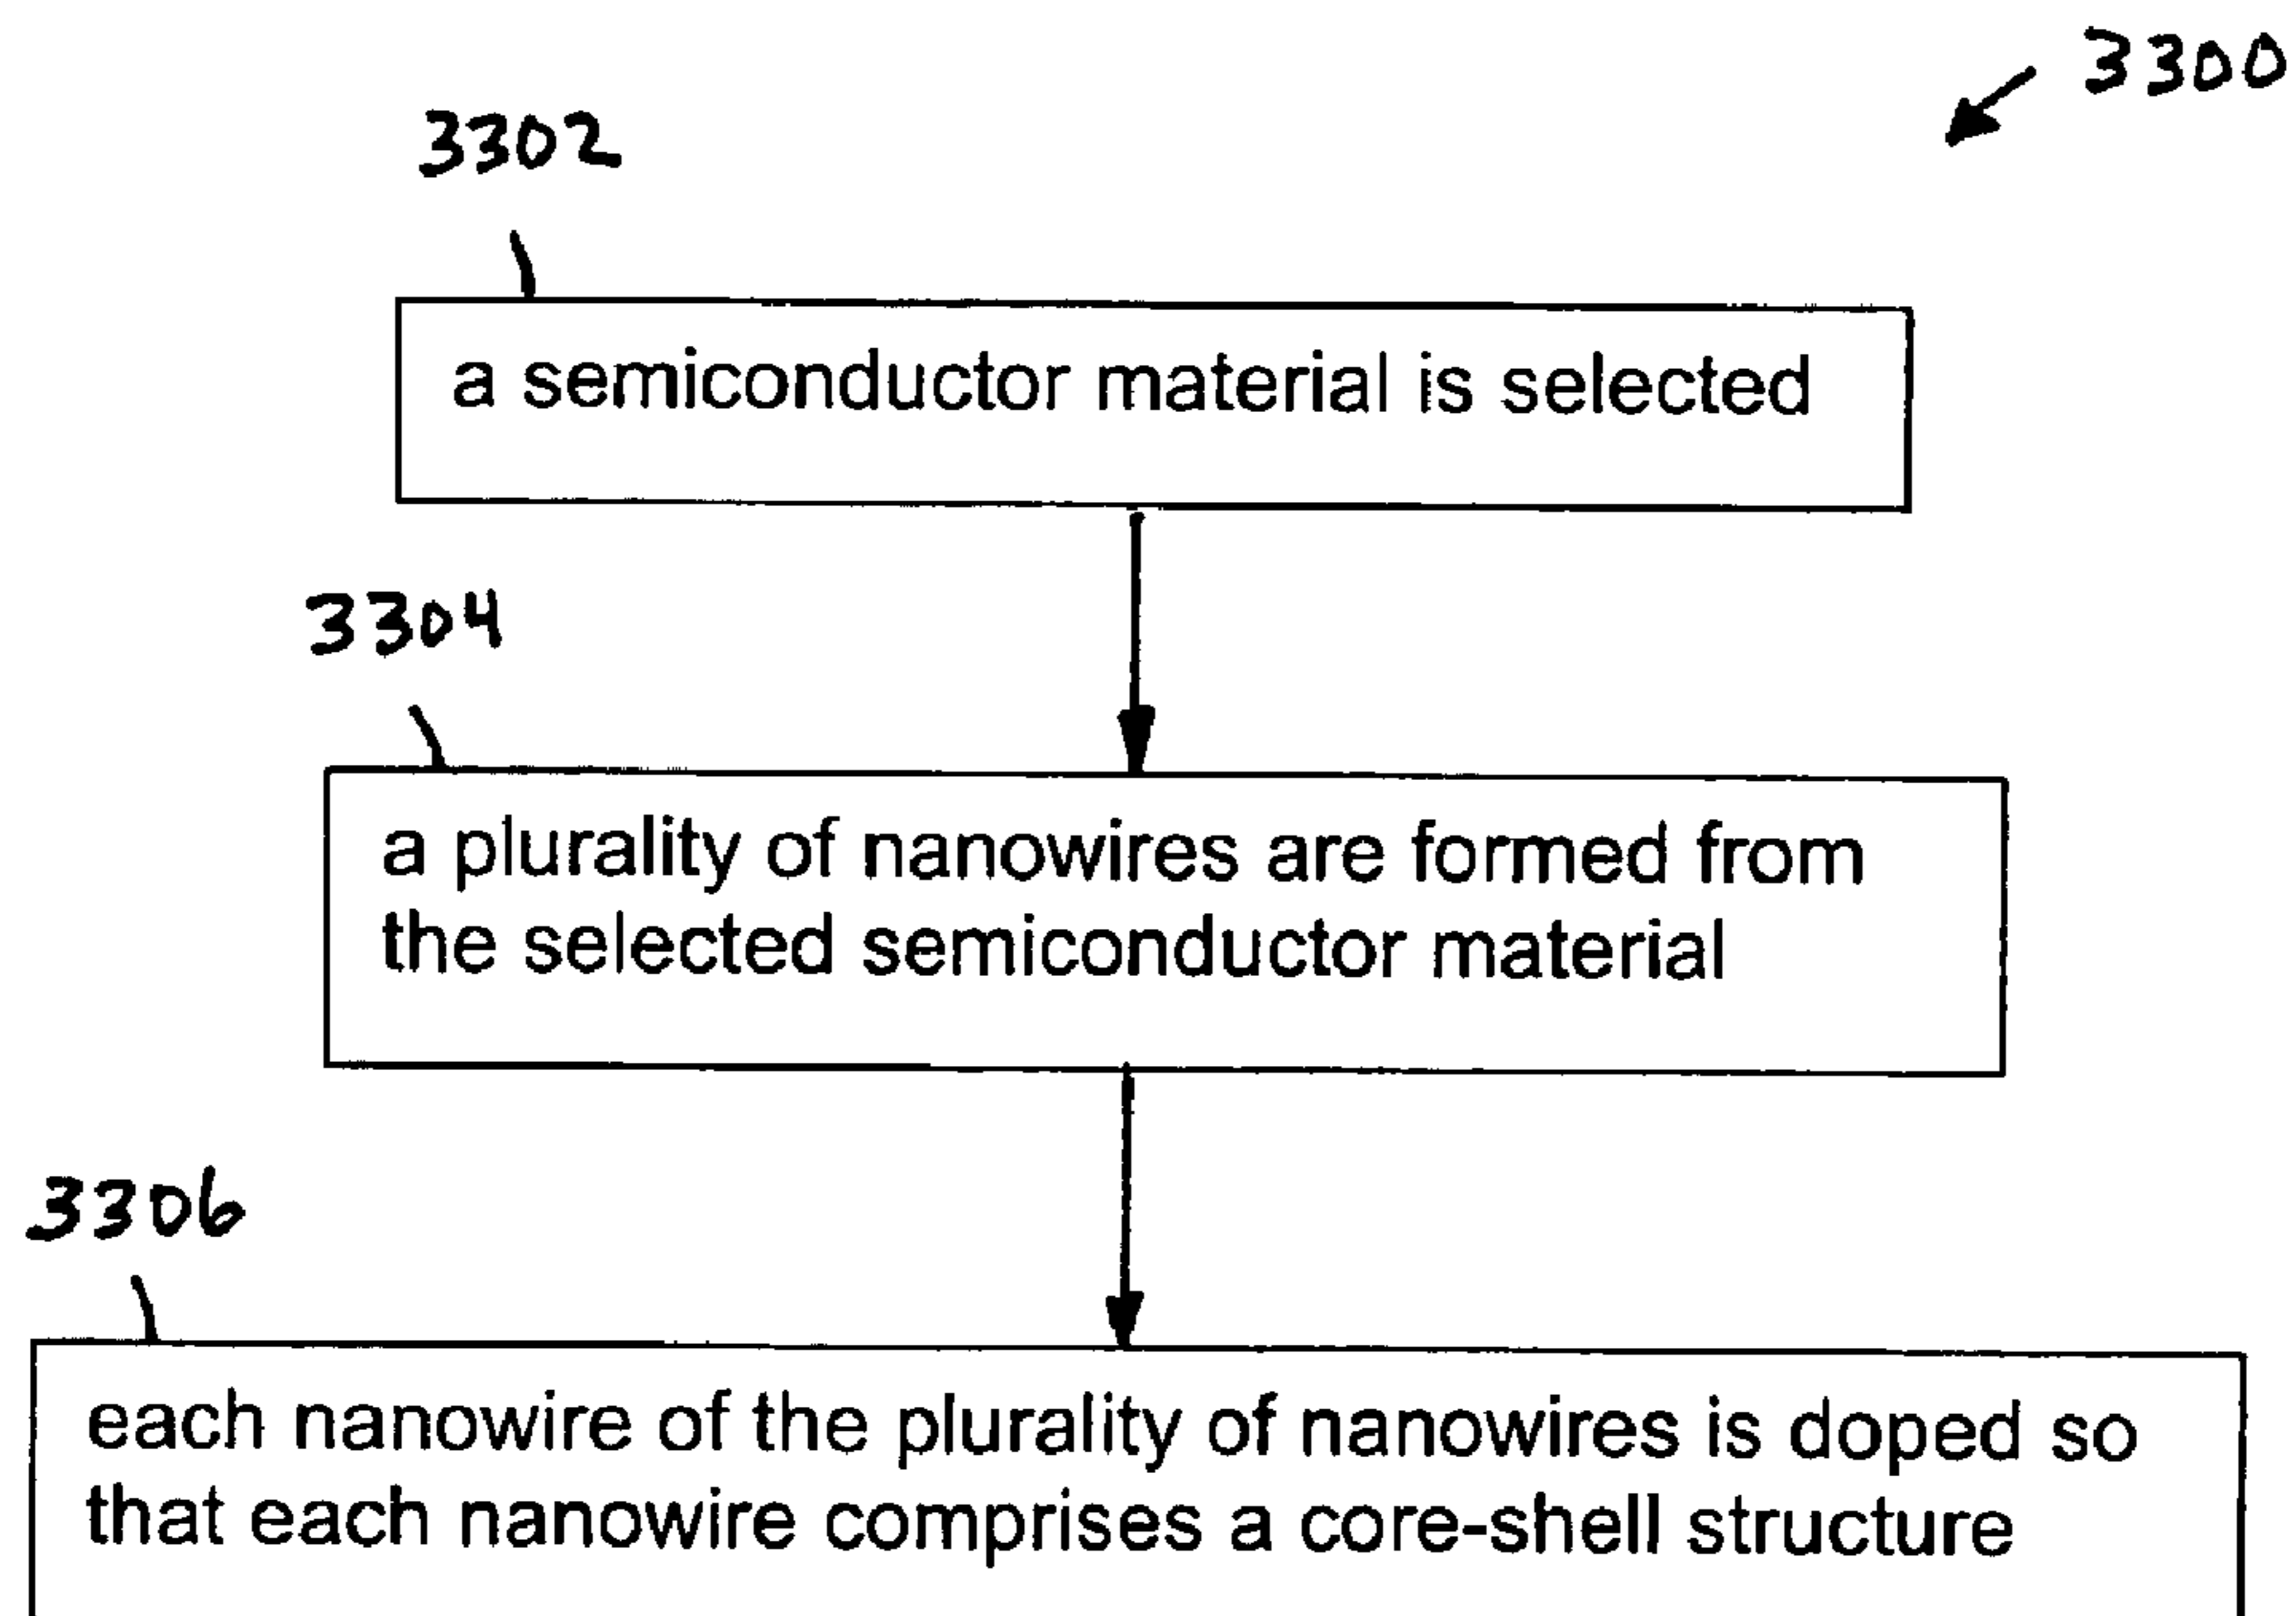 3300
3302
a semiconductor material is selected
3304
a plurality of nanowires are formed from
the selected semiconductor material
3306
each nanowire of the plurality of nanowires is doped so
that each nanowire comprises a core-shell structure